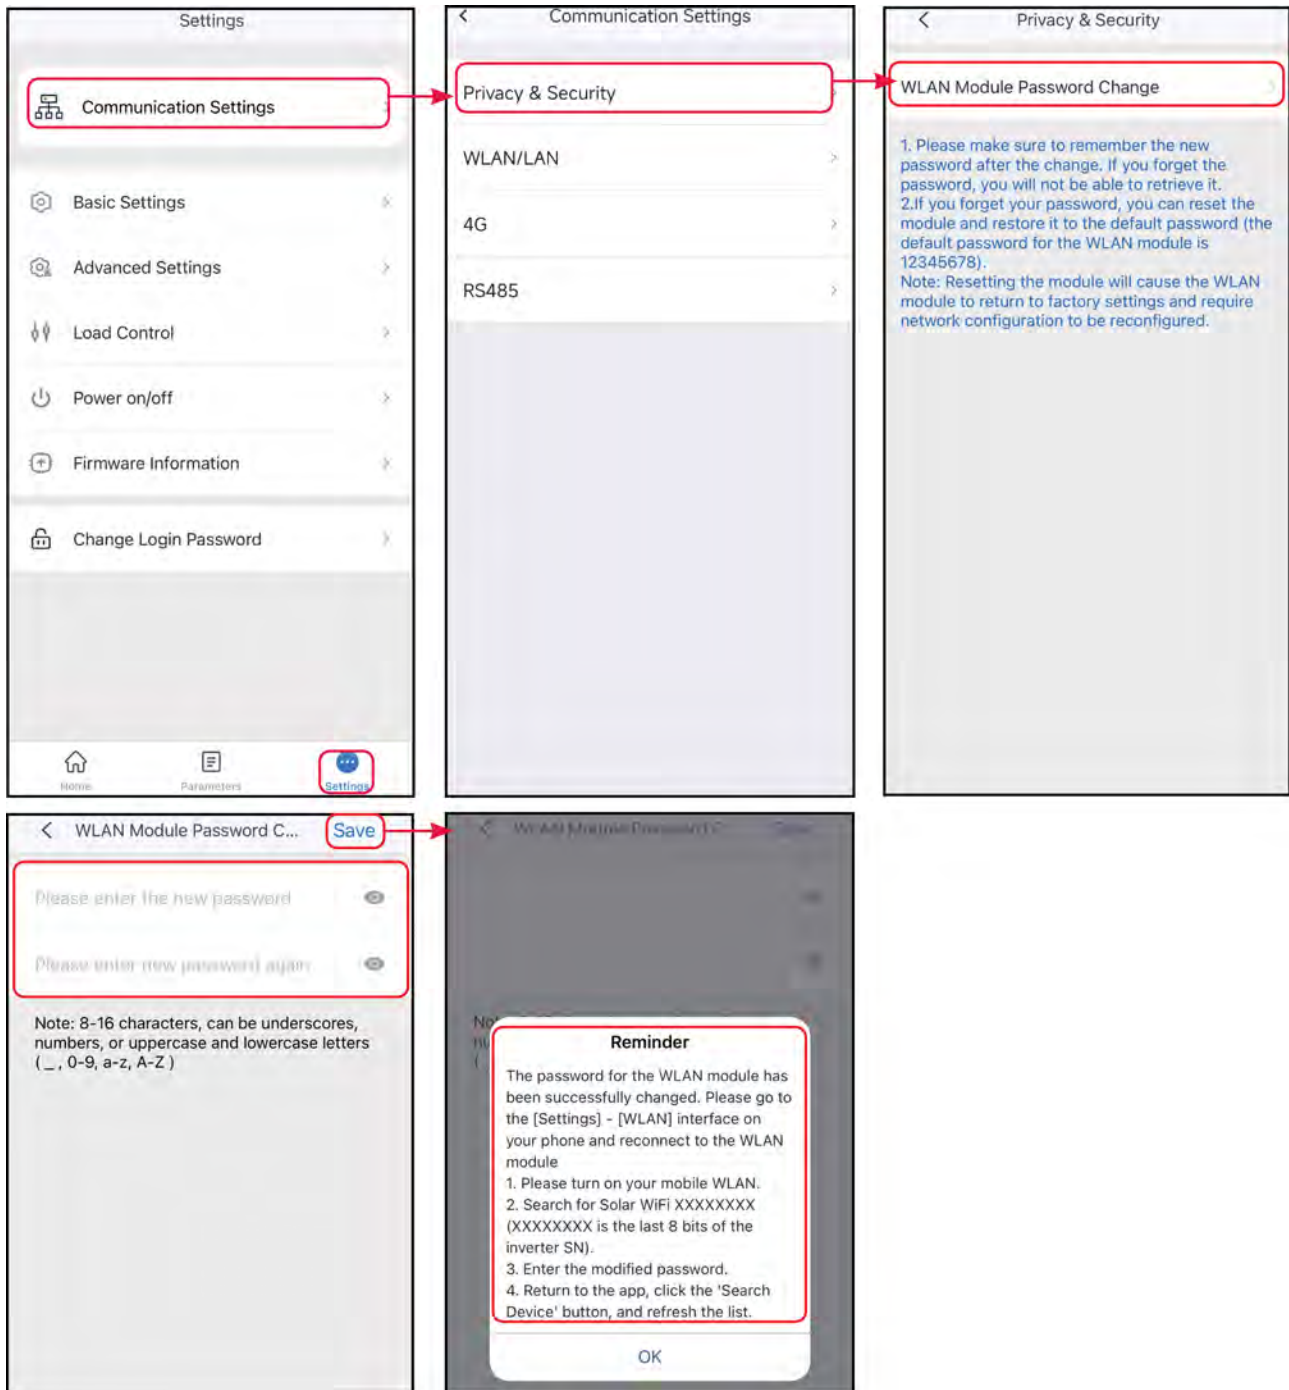 Settings
Communication Settings
Basic Settings
Advanced Settings
Load Control
Power on/off
Firmware Information
Change Login Password
Home
Parameters
Settings
Communication Settings
Privacy & Security
WLAN/LAN
4G
RS485
Privacy & Security
WLAN Module Password Change
1. Please make sure to remember the new
password after the change. If you forget the
password, you will not be able to retrieve it.
2.If you forget your password, you can reset the
module and restore it to the default password (the
default password for the WLAN module is
12345678).
Note: Resetting the module will cause the WLAN
module to return to factory settings and require
network configuration to be reconfigured.
WLAN Module Password C...
Save
Please enter the new password
Please enter new password again
Note: 8-16 characters, can be underscores,
numbers, or uppercase and lowercase letters
( _ , 0-9, a-z, A-Z )
WLAN Module Password C...
Save
Reminder
The password for the WLAN module has
been successfully changed. Please go to
the [Settings] - [WLAN] interface on
your phone and reconnect to the WLAN
module
1. Please turn on your mobile WLAN.
2. Search for Solar WiFi XXXXXXXX
(XXXXXXXX is the last 8 bits of the
inverter SN).
3. Enter the modified password.
4. Return to the app, click the 'Search
Device' button, and refresh the list.
OK